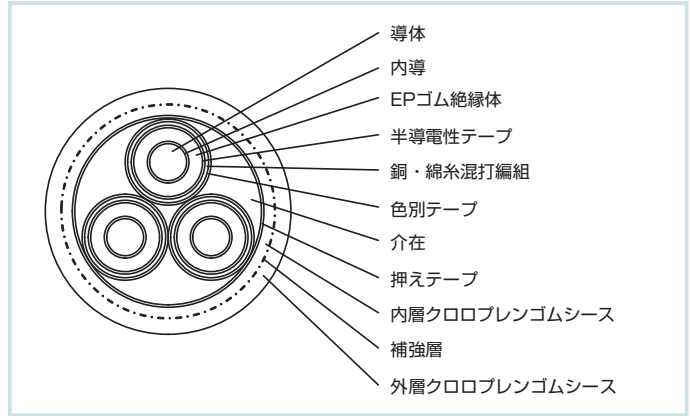 導体
内導
EPゴム絶縁体
半導電性テープ
銅・綿糸混打編組
色別テープ
介在
押えテープ
内層クロロプレンゴムシース
補強層
外層クロロプレンゴムシース